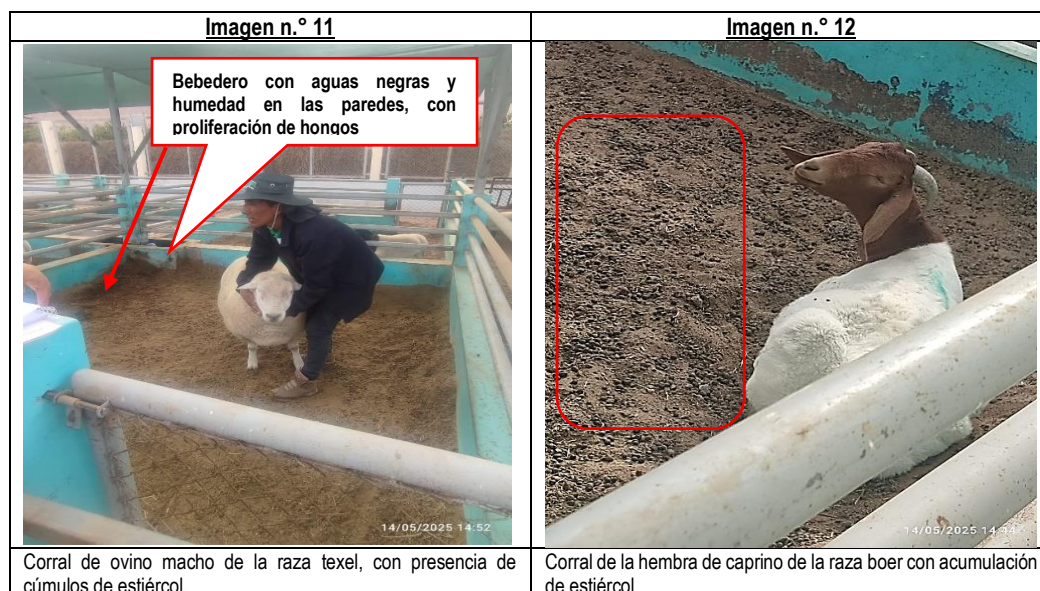 Imagen n.° 11
Imagen n.° 12
Bebedero con aguas negras y
humedad en las paredes, con
proliferación de hongos
14/05/2025 14:52
14/05/2025 14:44
Corral de ovino macho de la raza texel, con presencia de
cúmulos de estiércol
Corral de la hembra de caprino de la raza boer con acumulación
de estiércol